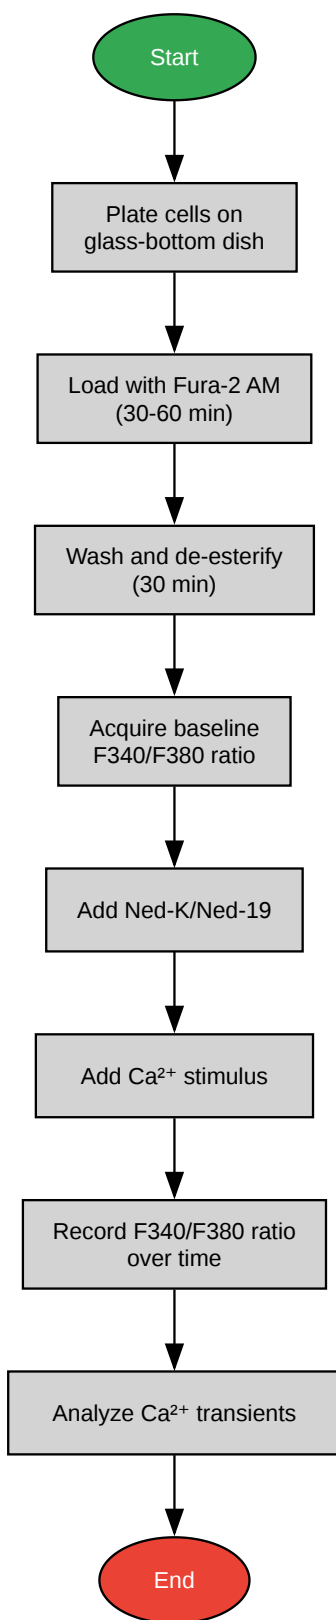 Start
Plate cells on
glass-bottom dish
Load with Fura-2 AM
(30-60 min)
Wash and de-esterify
(30 min)
Acquire baseline
F340/F380 ratio
Add Ned-K/Ned-19
Add Ca²⁺ stimulus
Record F340/F380 ratio
over time
Analyze Ca²⁺ transients
End